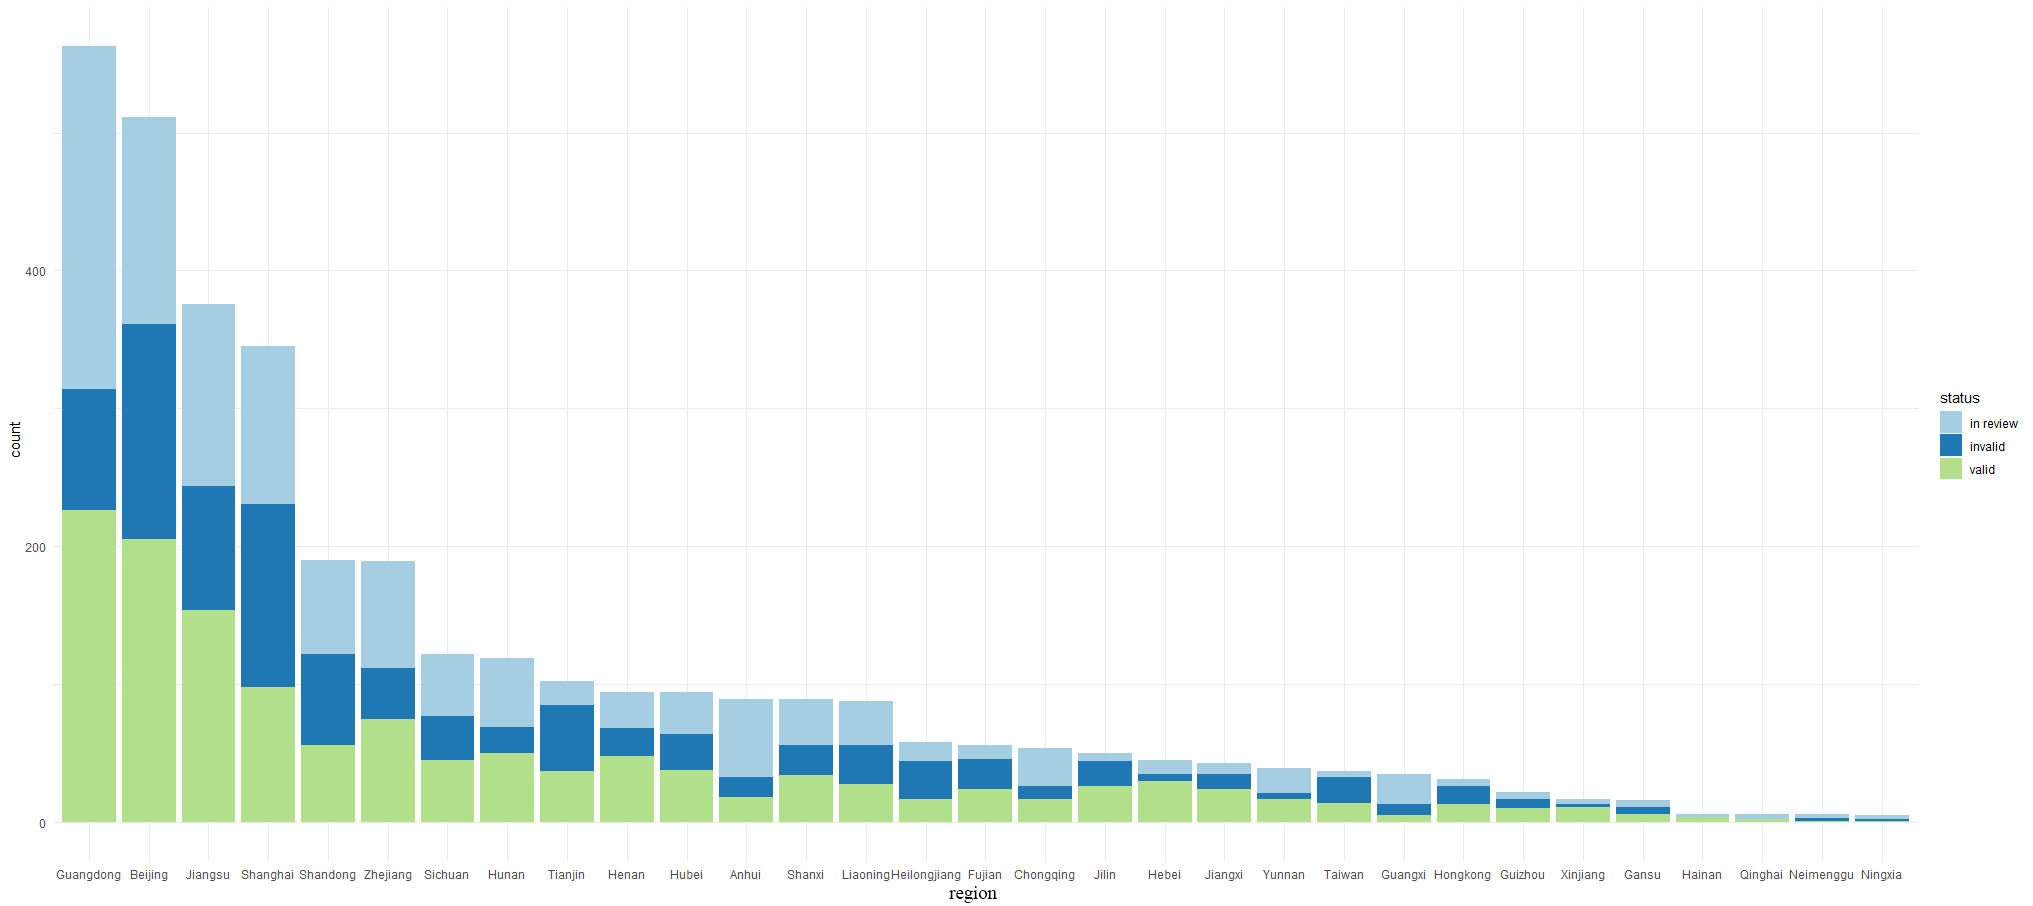 400
200
0
count
Guangdong Beijing Jiangsu Shanghai Shandong Zhejiang Sichuan Hunan Tianjin Henan Hubei Anhui Shanxi Liaoning Heilongjiang Fujian Chongqing Jilin Hebei Jiangxi Yunnan Taiwan Guangxi Hongkong Guizhou Xinjiang Gansu Hainan Qinghai Neimenggu Ningxia
region
status
in review
invalid
valid